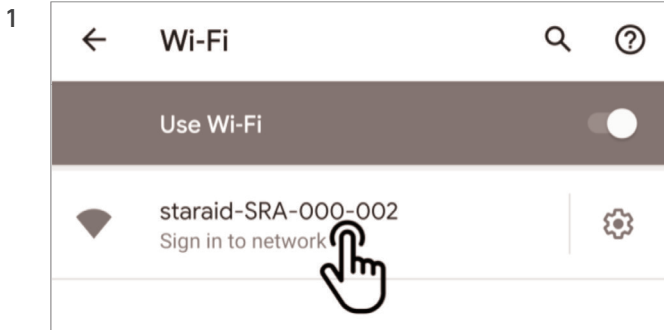 1
Wi-Fi
Use Wi-Fi
staraid-SRA-000-002
Sign in to network